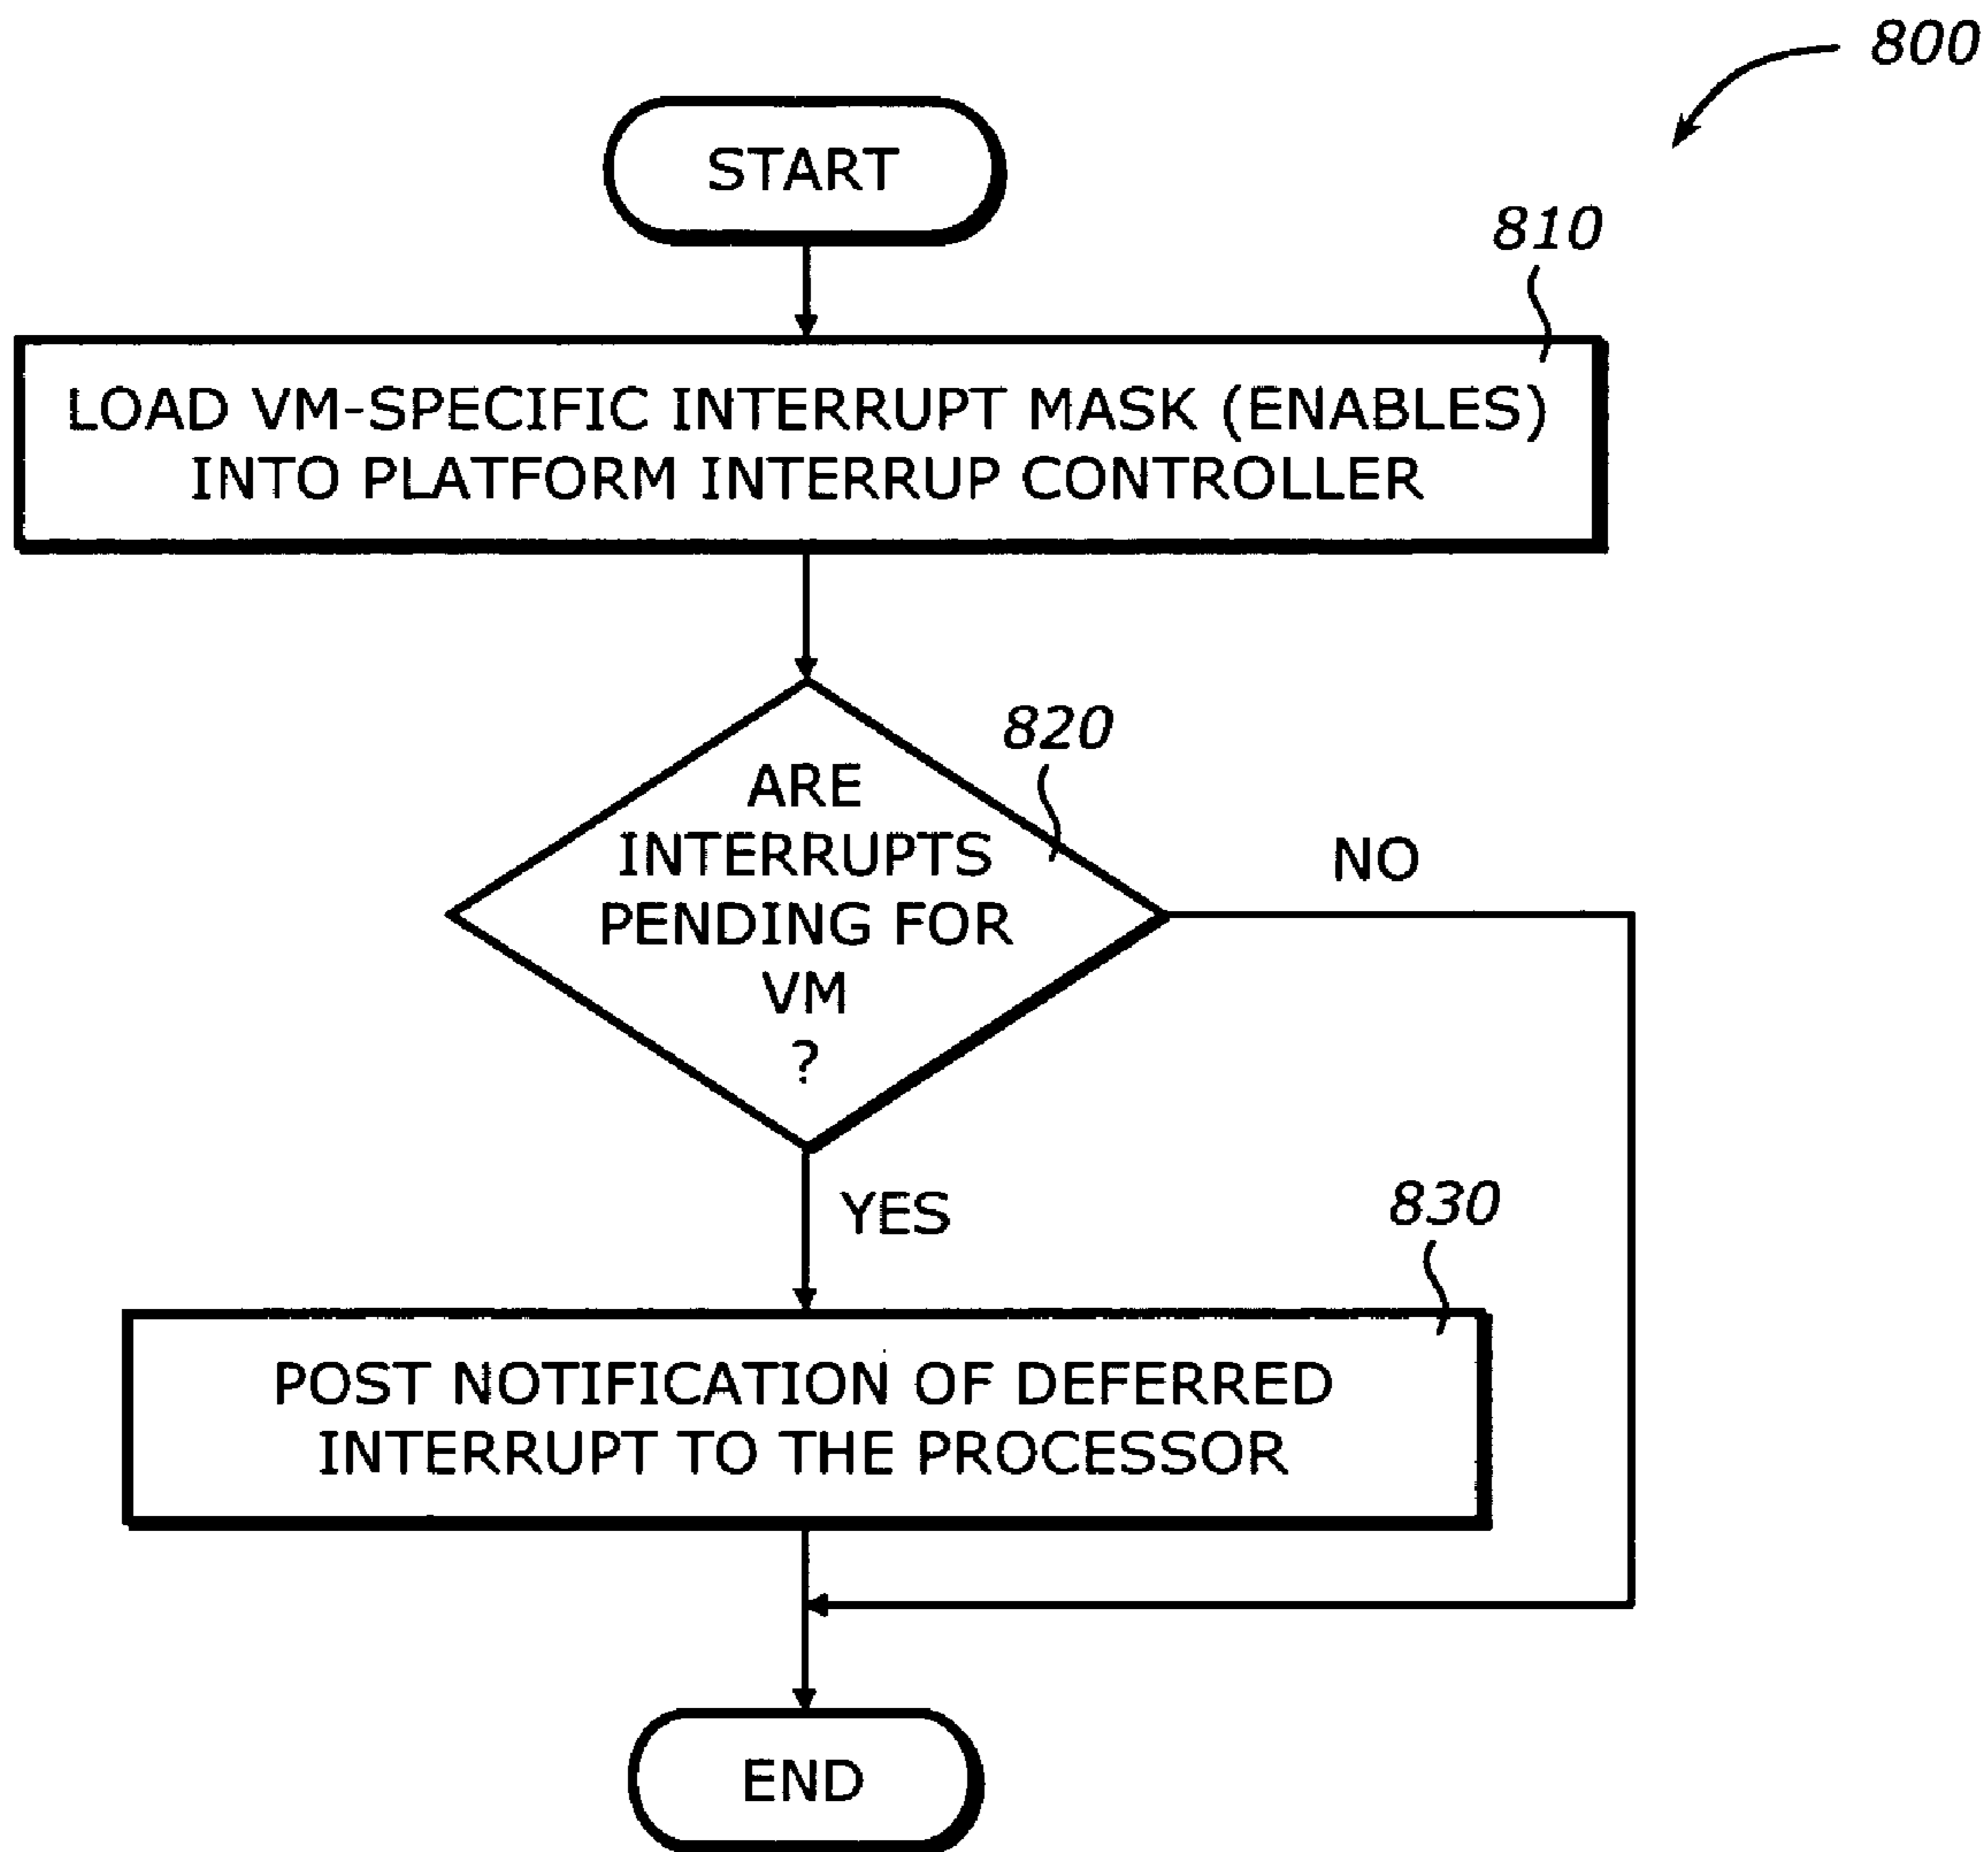 800
START
810
LOAD VM-SPECIFIC INTERRUPT MASK (ENABLES)
INTO PLATFORM INTERRUP CONTROLLER
820
ARE
INTERRUPTS
PENDING FOR
VM
?
NO
YES
830
POST NOTIFICATION OF DEFERRED
INTERRUPT TO THE PROCESSOR
END